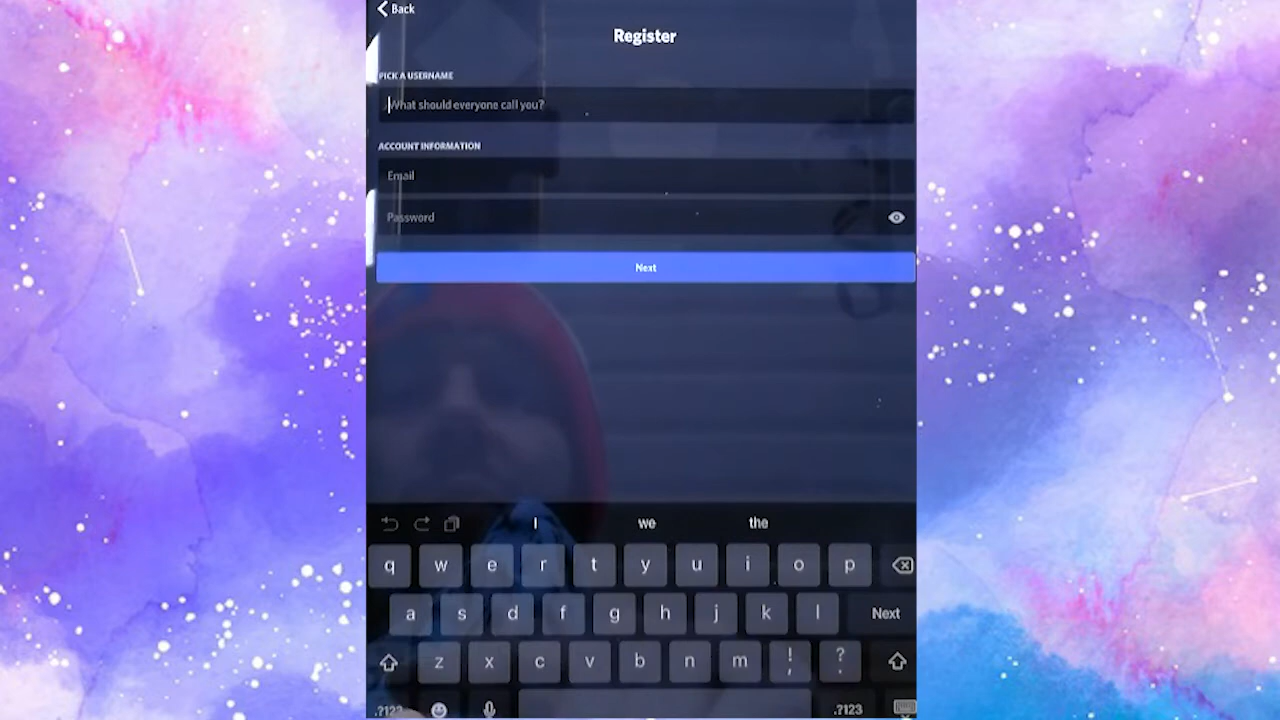 Back
Register
PICK A USERNAME
What should everyone call you?
ACCOUNT INFORMATION
Email
Password
Next
I we the
q w e r t y u i o p
a s d f g h j k l Next
z x c v b n m ! , ? .
.?123 .?123